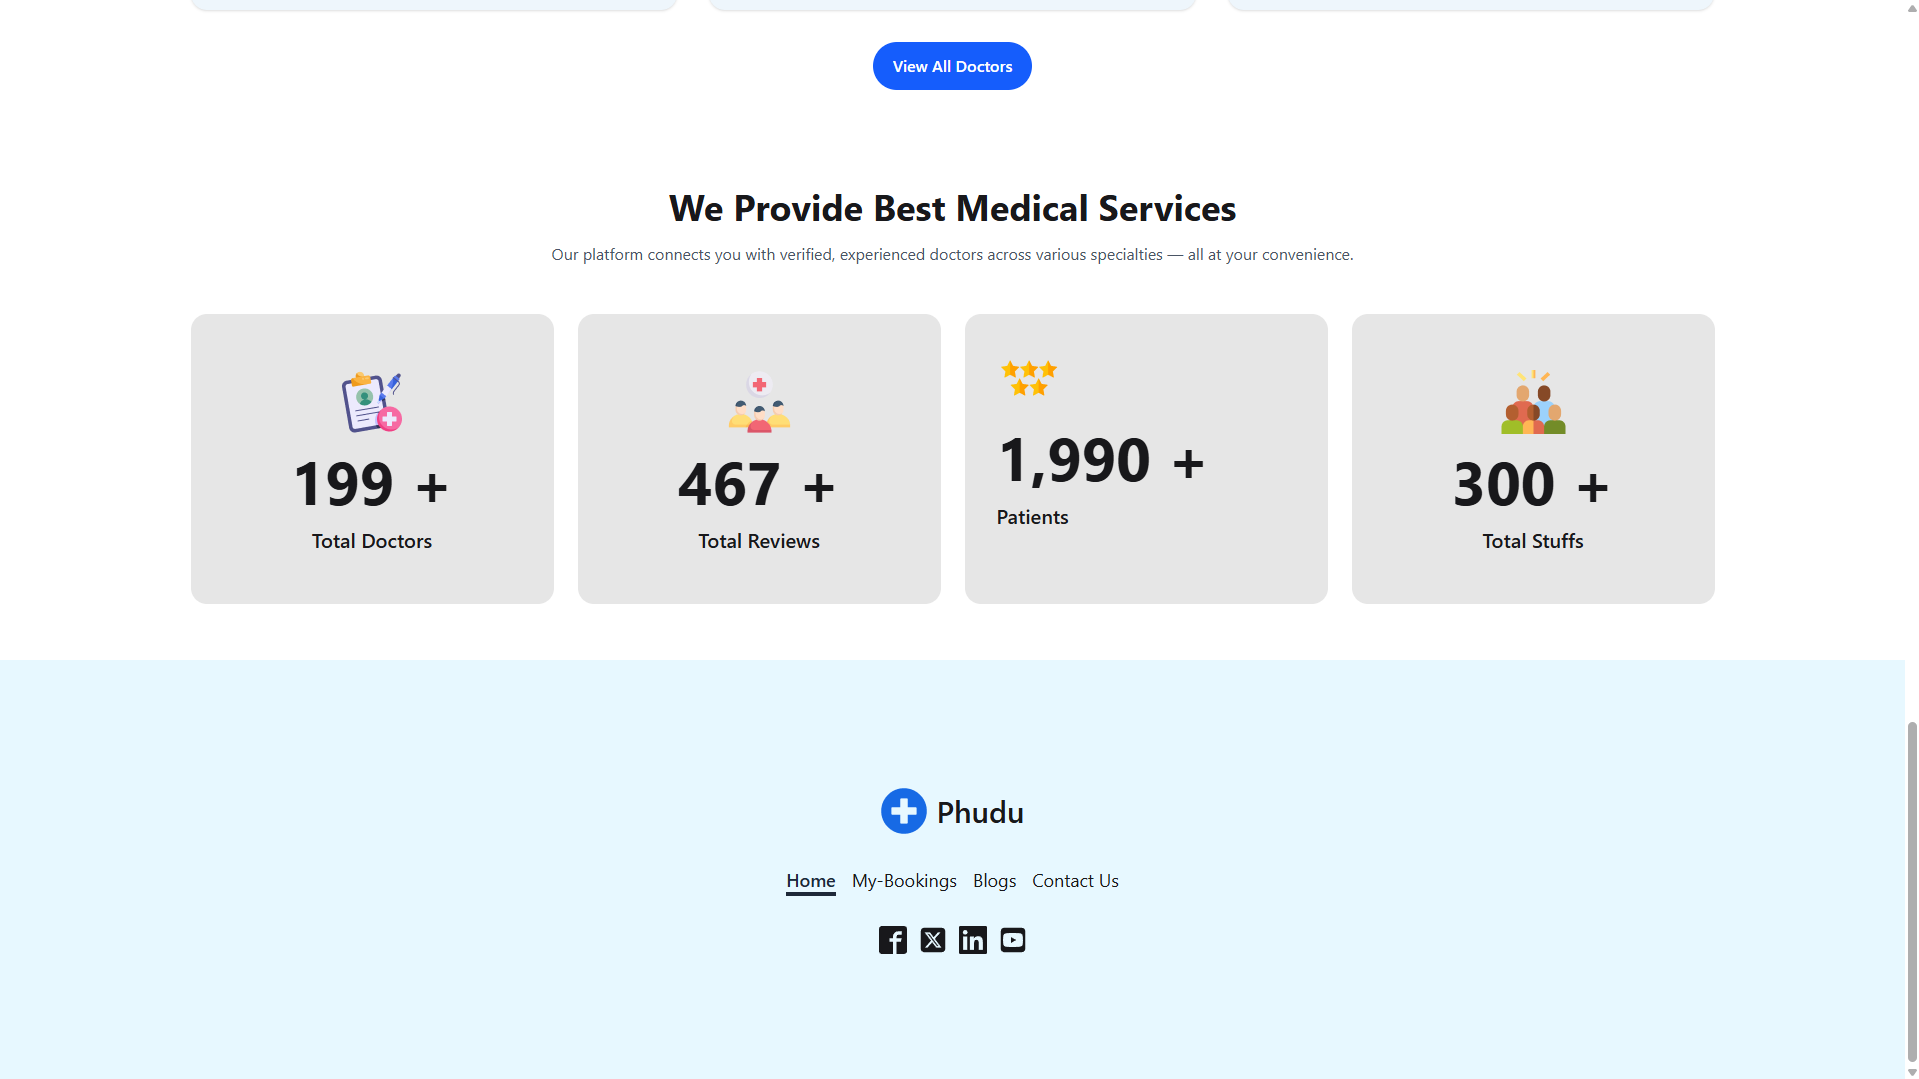 View All Doctors
We Provide Best Medical Services
Our platform connects you with verified, experienced doctors across various specialties — all at your convenience.
199 +
Total Doctors
467 +
Total Reviews
1,990 +
Patients
300 +
Total Stuffs
Phudu
Home My-Bookings Blogs Contact Us